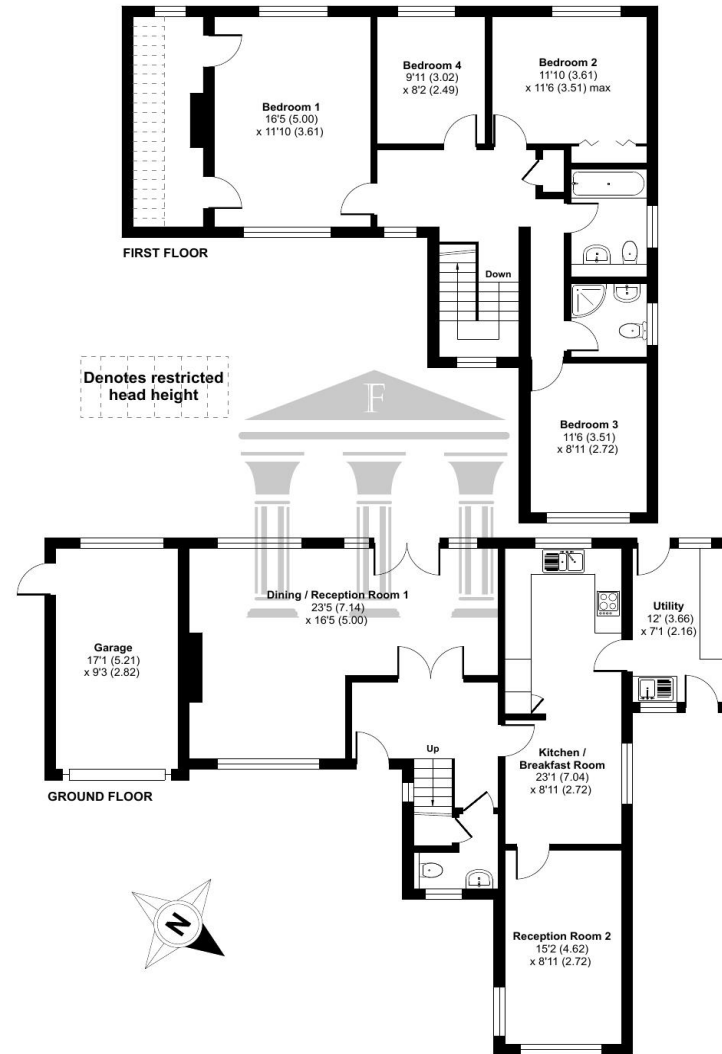 Bedroom 1
16'5 (5.00)
x 11'10 (3.61)
Bedroom 4
9'11 (3.02)
x 8'2 (2.49)
Bedroom 2
11'10 (3.61)
x 11'6 (3.51) max
FIRST FLOOR
Down
Denotes restricted
head height
F
Bedroom 3
11'6 (3.51)
x 8'11 (2.72)
Dining / Reception Room 1
23'5 (7.14)
x 16'5 (5.00)
Utility
12' (3.66)
x 7'1 (2.16)
Garage
17'1 (5.21)
x 9'3 (2.82)
Up
Kitchen /
Breakfast Room
23'1 (7.04)
x 8'11 (2.72)
GROUND FLOOR
N
Reception Room 2
15'2 (4.62)
x 8'11 (2.72)